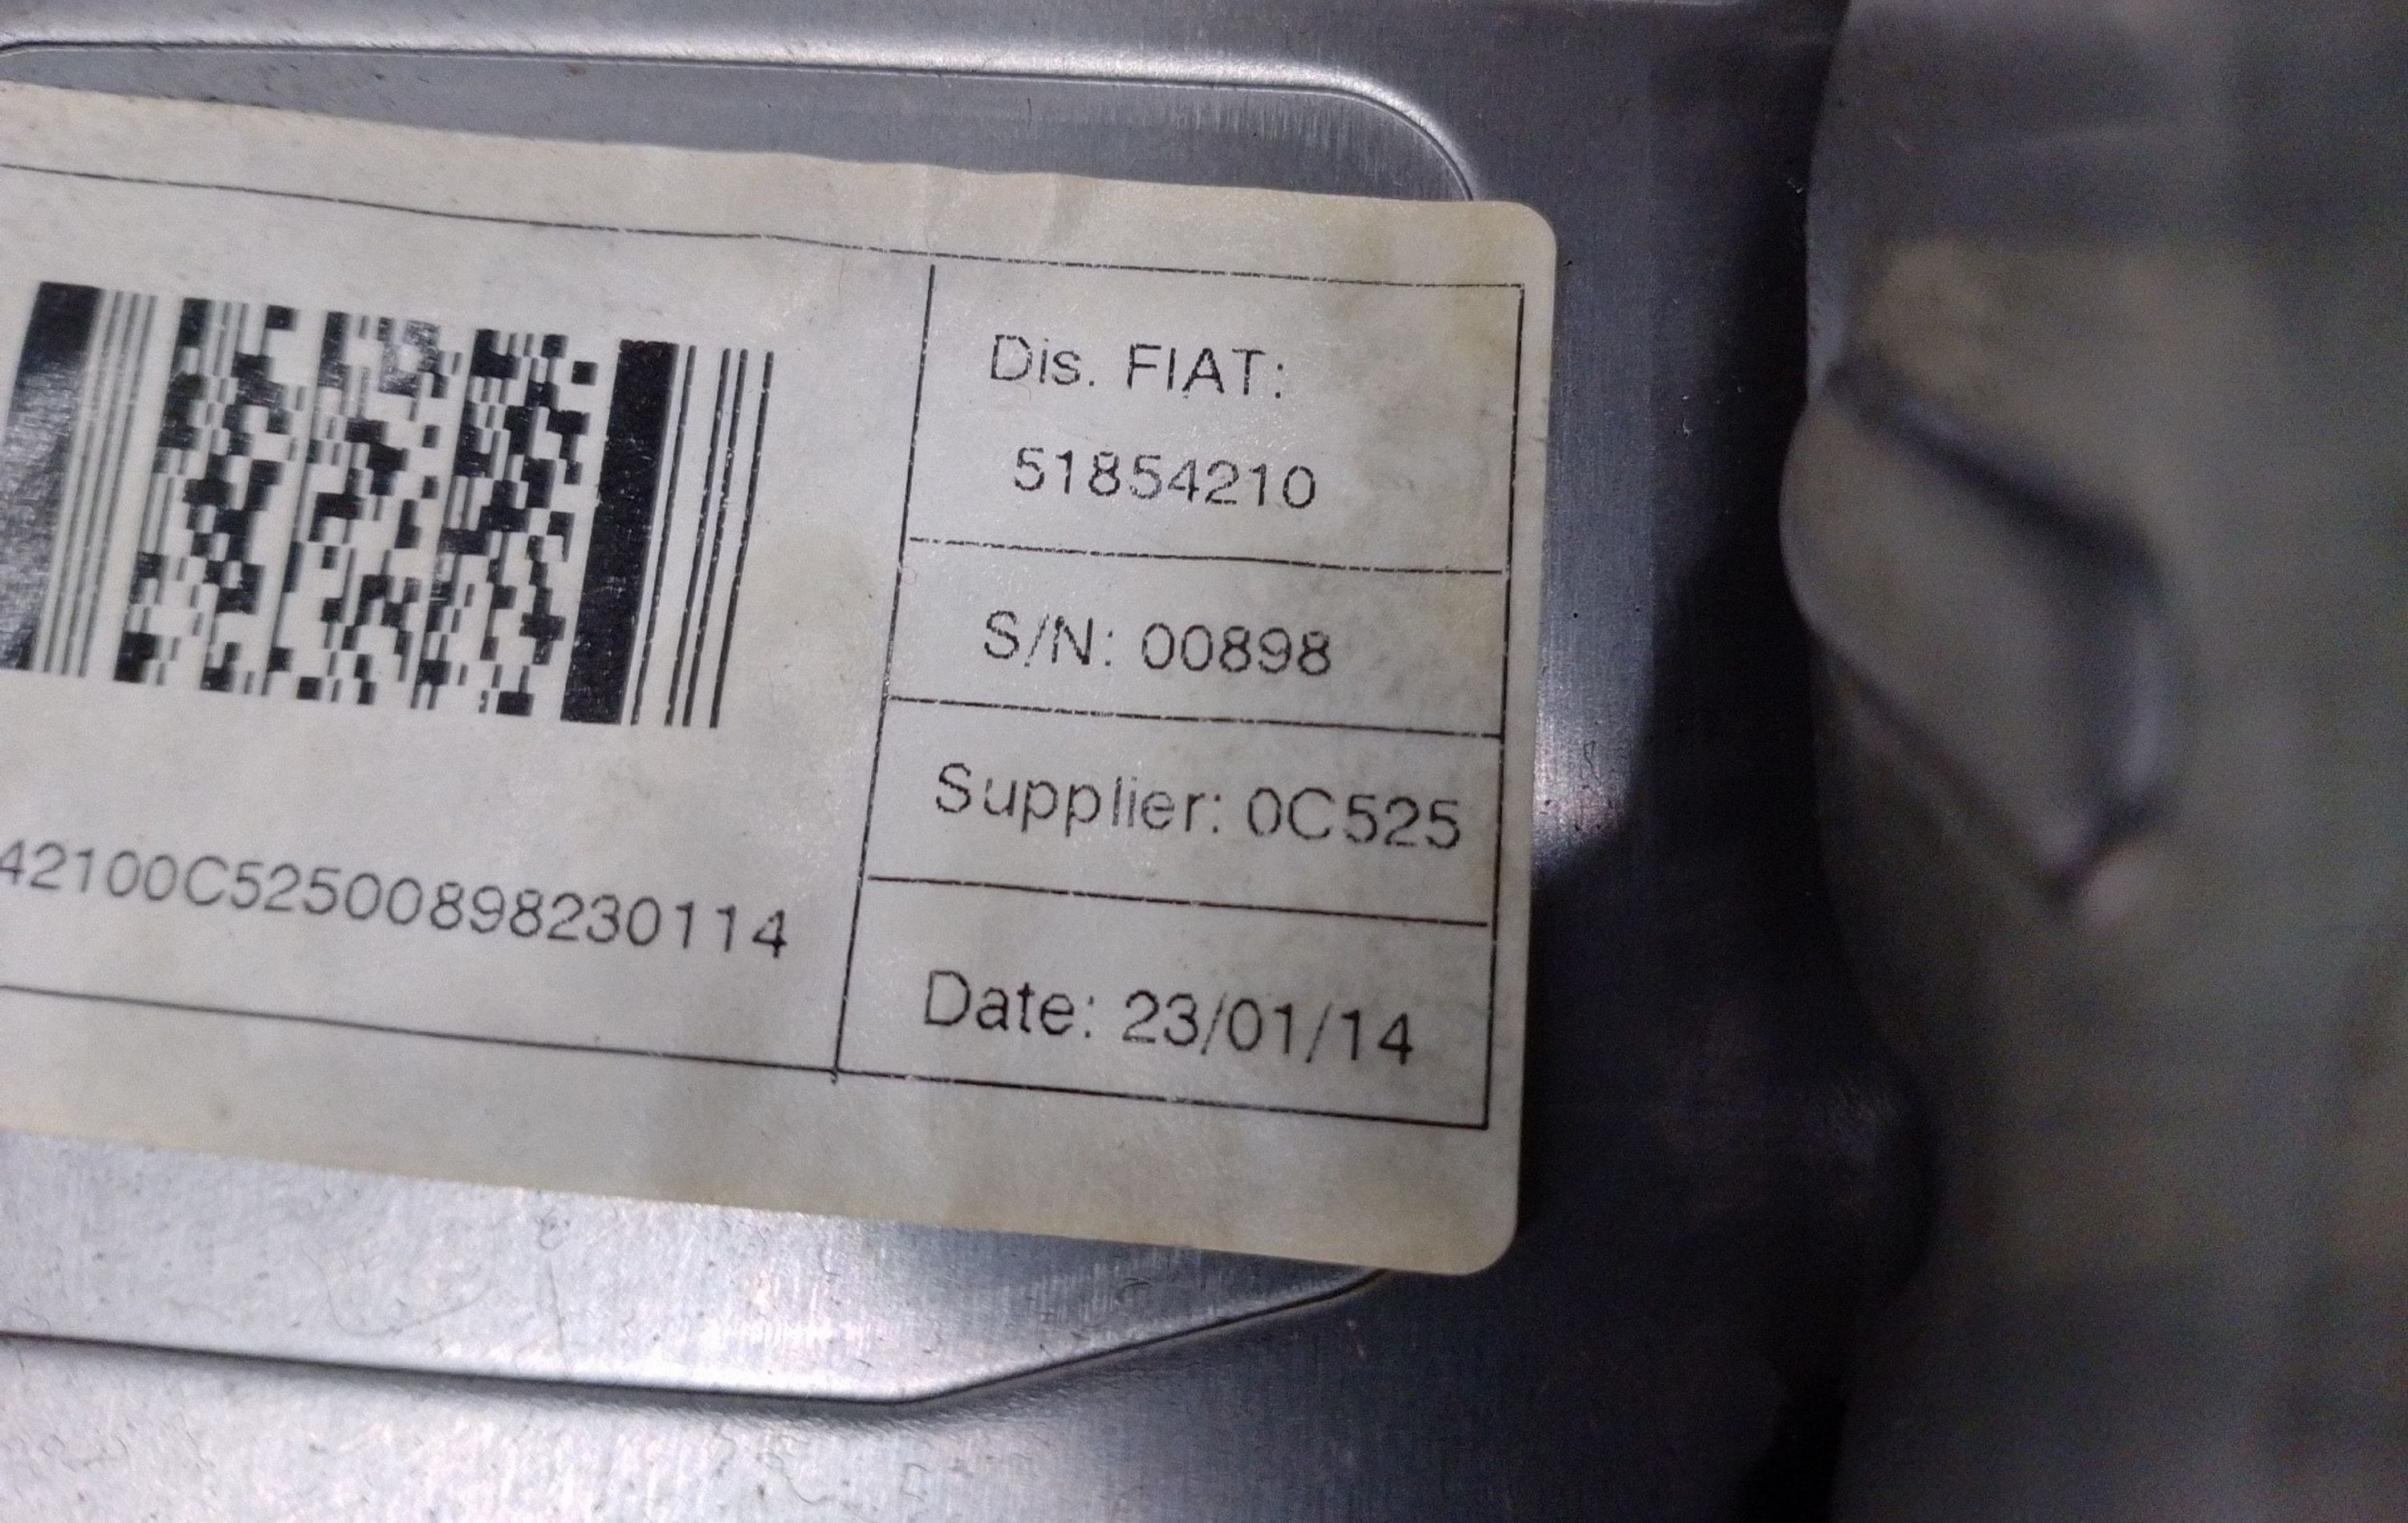 Dis. FIAT:
51854210
S/N: 00898
Supplier: 0C525
Date: 23/01/14
42100C52500898230114